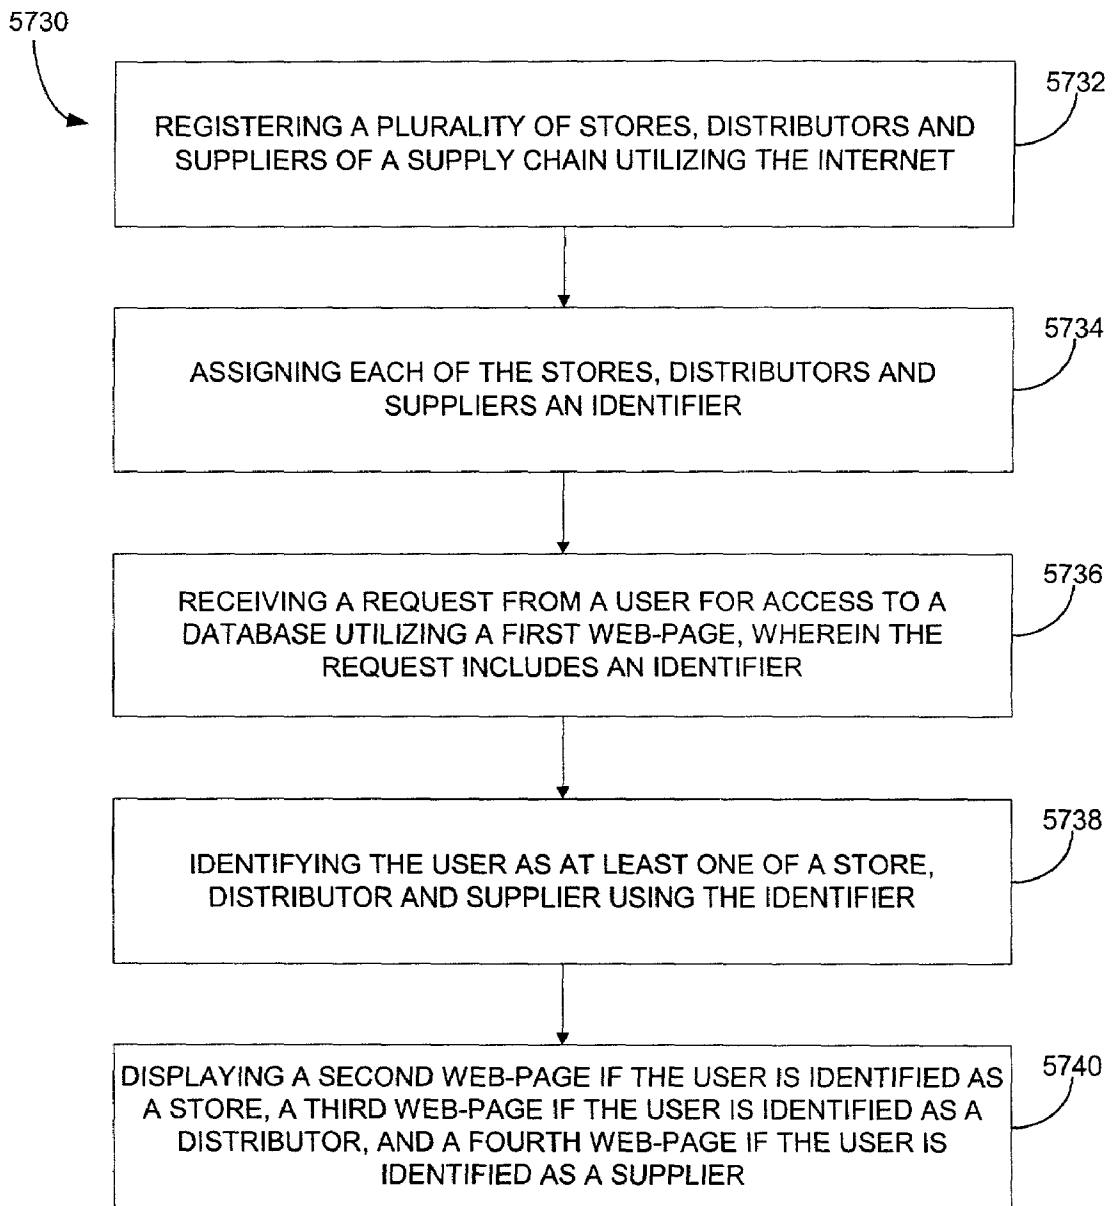 5730
5732
REGISTERING A PLURALITY OF STORES, DISTRIBUTORS AND
SUPPLIERS OF A SUPPLY CHAIN UTILIZING THE INTERNET
5734
ASSIGNING EACH OF THE STORES, DISTRIBUTORS AND
SUPPLIERS AN IDENTIFIER
5736
RECEIVING A REQUEST FROM A USER FOR ACCESS TO A
DATABASE UTILIZING A FIRST WEB-PAGE, WHEREIN THE
REQUEST INCLUDES AN IDENTIFIER
5738
IDENTIFYING THE USER AS AT LEAST ONE OF A STORE,
DISTRIBUTOR AND SUPPLIER USING THE IDENTIFIER
5740
DISPLAYING A SECOND WEB-PAGE IF THE USER IS IDENTIFIED AS
A STORE, A THIRD WEB-PAGE IF THE USER IS IDENTIFIED AS A
DISTRIBUTOR, AND A FOURTH WEB-PAGE IF THE USER IS
IDENTIFIED AS A SUPPLIER